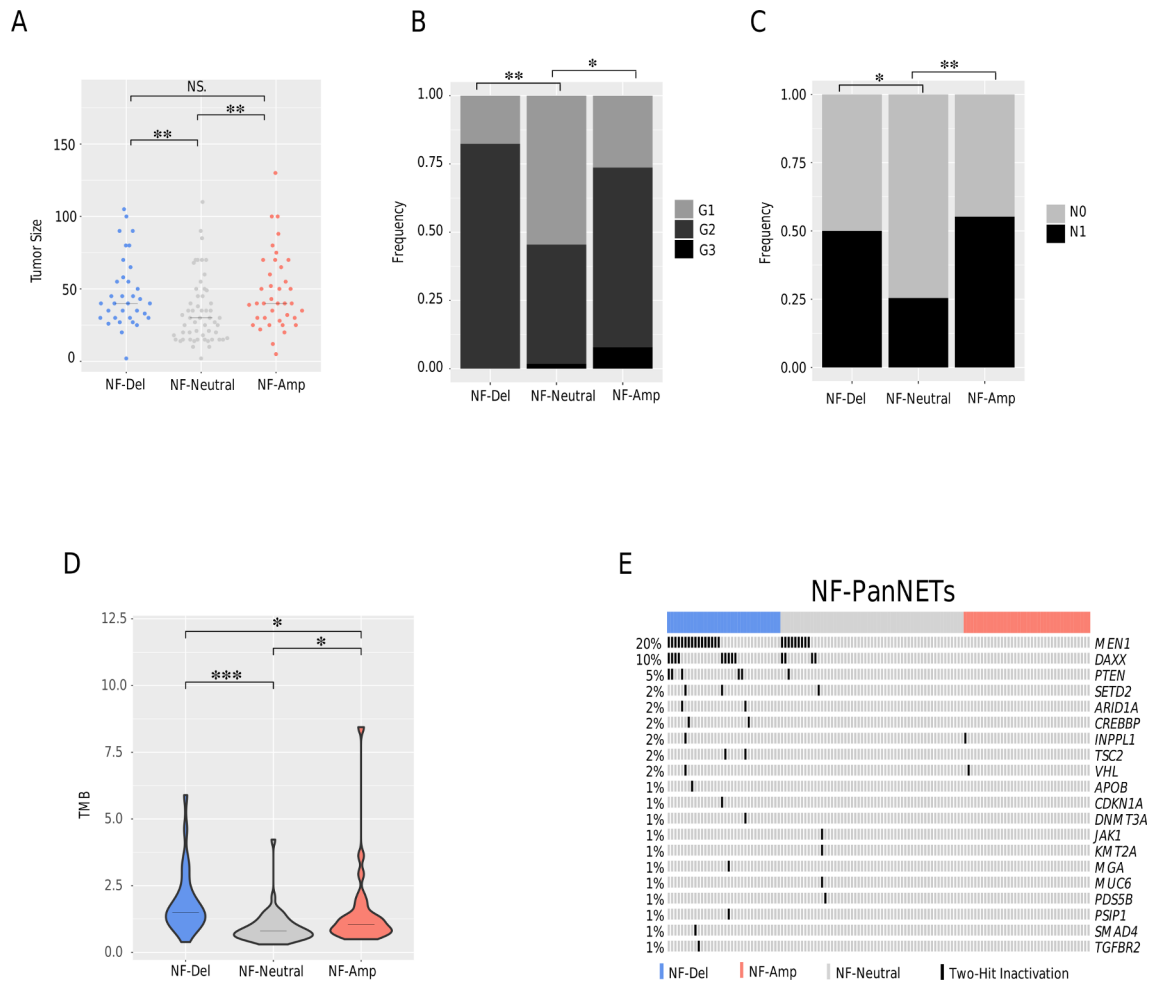 A
NS.
**
**
150
100
50
0
Tumor Size
NF-Del
NF-Neutral
NF-Amp
B
**
*
1.00
0.75
0.50
0.25
0.00
Frequency
NF-Del
NF-Neutral
NF-Amp
G1
G2
G3
C
*
**
1.00
0.75
0.50
0.25
0.00
Frequency
NF-Del
NF-Neutral
NF-Amp
N0
N1
D
*
*
***
12.5
10.0
7.5
5.0
2.5
0.0
TMB
NF-Del
NF-Neutral
NF-Amp
E
NF-PanNETs
20% MEN1
10% DAXX
5% PTEN
2% SETD2
2% ARID1A
2% CREBBP
2% INPPL1
2% TSC2
2% VHL
1% APOB
1% CDKN1A
1% DNMT3A
1% JAK1
1% KMT2A
1% MGA
1% MUC6
1% PDS5B
1% PSIP1
1% SMAD4
1% TGFBR2
NF-Del NF-Amp NF-Neutral Two-Hit Inactivation